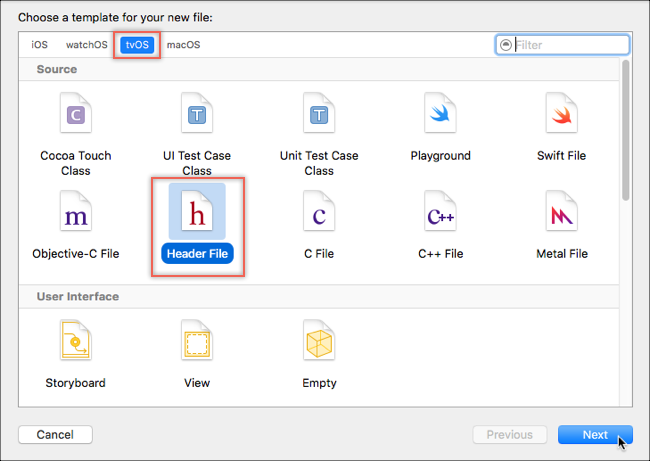 Choose a template for your new file:
iOS watchOS tvOS macOS Filter
Source
C T T
Cocoa Touch Class UI Test Case Class Unit Test Case Class Playground Swift File
m h c C++
Objective-C File Header File C File C++ File Metal File
User Interface
Storyboard View Empty
Cancel Previous Next